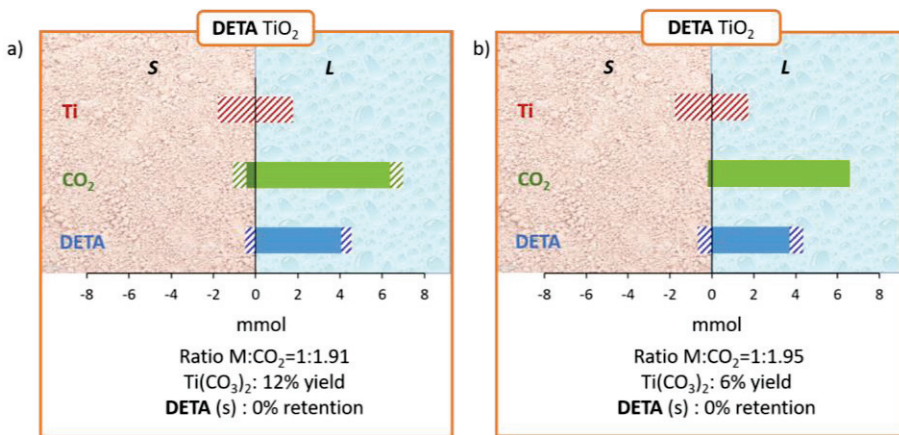 a)
DETA TiO₂
S L
Ti
CO₂
DETA
-8 -6 -4 -2 0 2 4 6 8
mmol
Ratio M:CO₂=1:1.91
Ti(CO₃)₂: 12% yield
DETA (s) : 0% retention
b)
DETA TiO₂
S L
Ti
CO₂
DETA
-8 -6 -4 -2 0 2 4 6 8
mmol
Ratio M:CO₂=1:1.95
Ti(CO₃)₂: 6% yield
DETA (s) : 0% retention